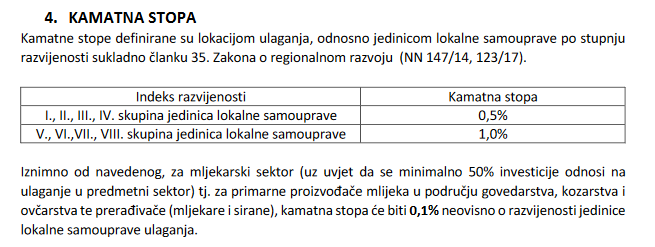 4. KAMATNA STOPA
Kamatne stope definirane su lokacijom ulaganja, odnosno jedinicom lokalne samouprave po stupnju
razvijenosti sukladno članku 35. Zakona o regionalnom razvoju (NN 147/14, 123/17).
Indeks razvijenosti Kamatna stopa
I., II., III., IV. skupina jedinica lokalne samouprave 0,5%
V., VI.,VII., VIII. skupina jedinica lokalne samouprave 1,0%
Iznimno od navedenog, za mljekarski sektor (uz uvjet da se minimalno 50% investicije odnosi na
ulaganje u predmetni sektor) tj. za primarne proizvođače mlijeka u području govedarstva, kozarstva i
ovčarstva te prerađivače (mljekare i sirane), kamatna stopa će biti 0,1% neovisno o razvijenosti jedinice
lokalne samouprave ulaganja.